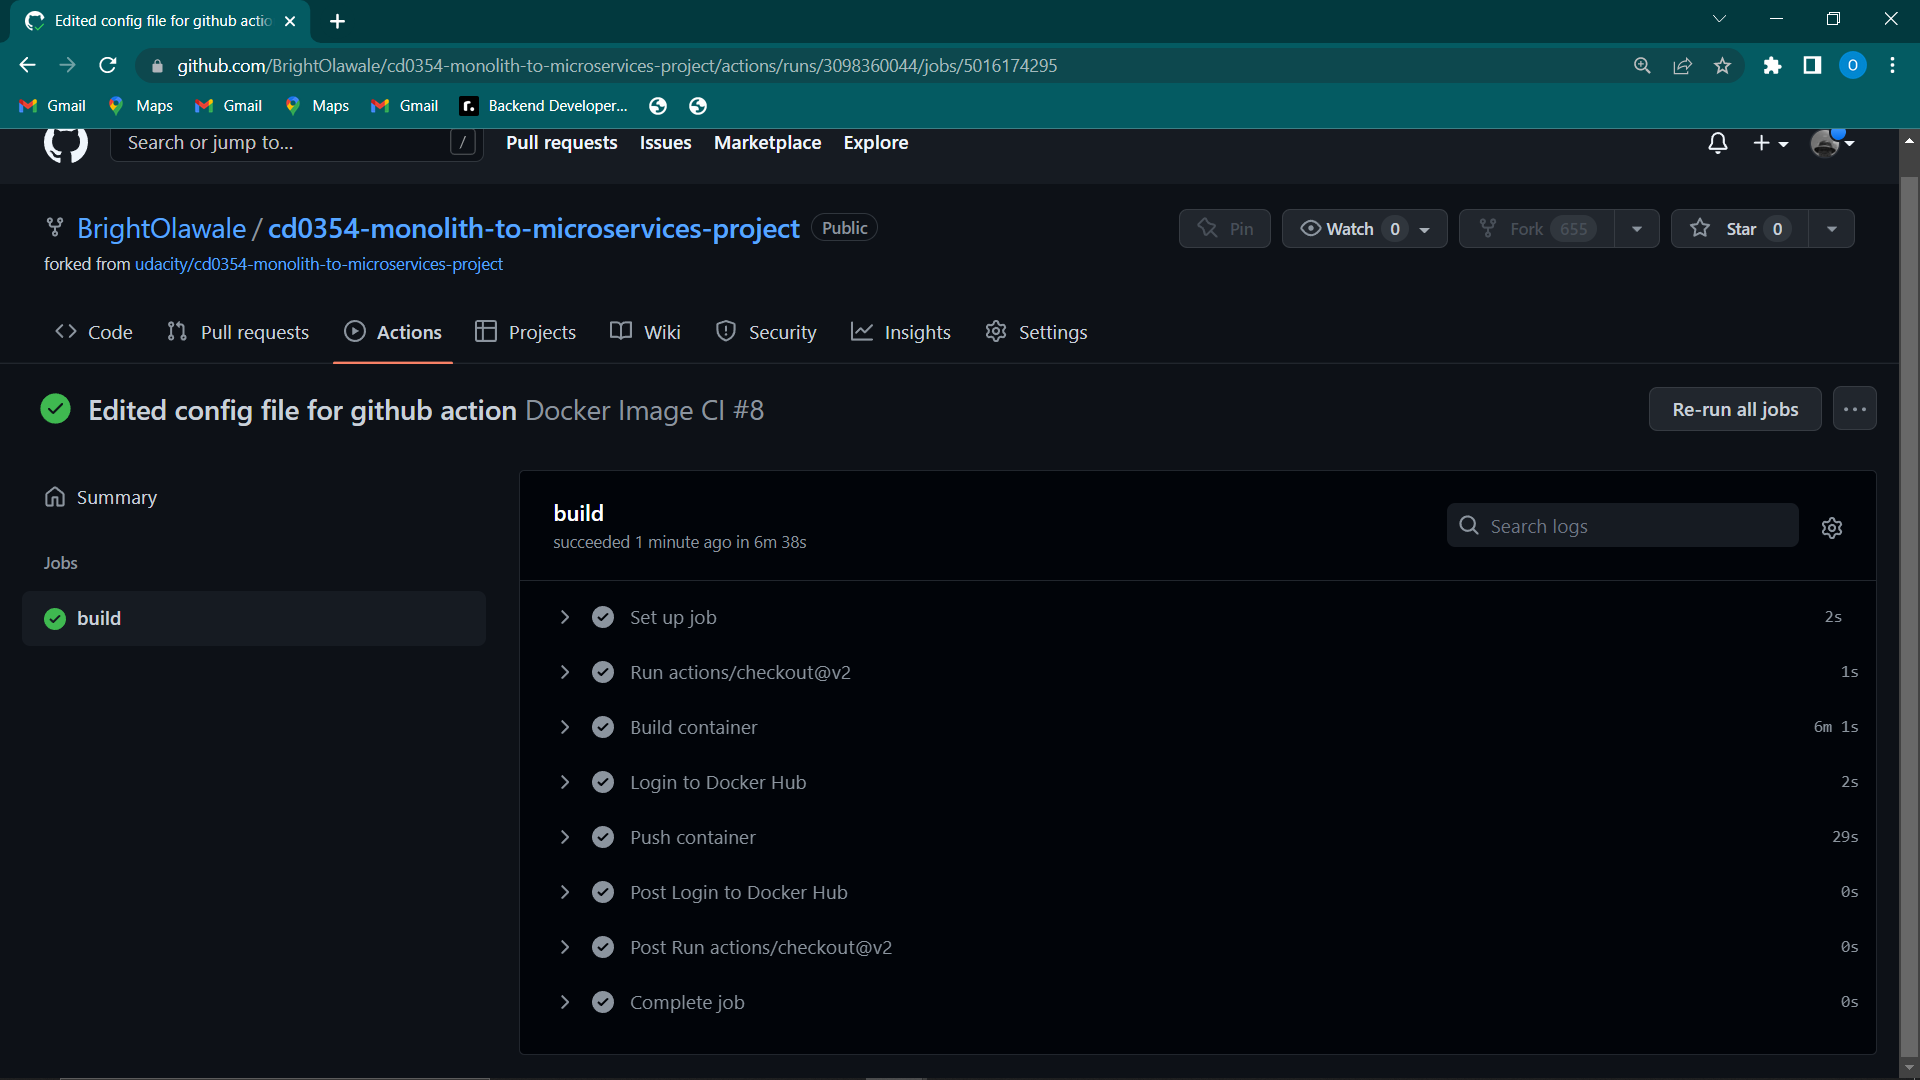 Edited config file for github actio
github.com/BrightOlawale/cd0354-monolith-to-microservices-project/actions/runs/3098360044/jobs/5016174295
O
Gmail Maps Gmail Maps Gmail r. Backend Developer...
Search or jump to... / Pull requests Issues Marketplace Explore
BrightOlawale / cd0354-monolith-to-microservices-project Public Pin Watch 0 Fork 655 Star 0
forked from udacity/cd0354-monolith-to-microservices-project
Code Pull requests Actions Projects Wiki Security Insights Settings
Edited config file for github action Docker Image CI #8 Re-run all jobs
Summary
Jobs
build
build
succeeded 1 minute ago in 6m 38s
Search logs
Set up job 2s
Run actions/checkout@v2 1s
Build container 6m 1s
Login to Docker Hub 2s
Push container 29s
Post Login to Docker Hub 0s
Post Run actions/checkout@v2 0s
Complete job 0s